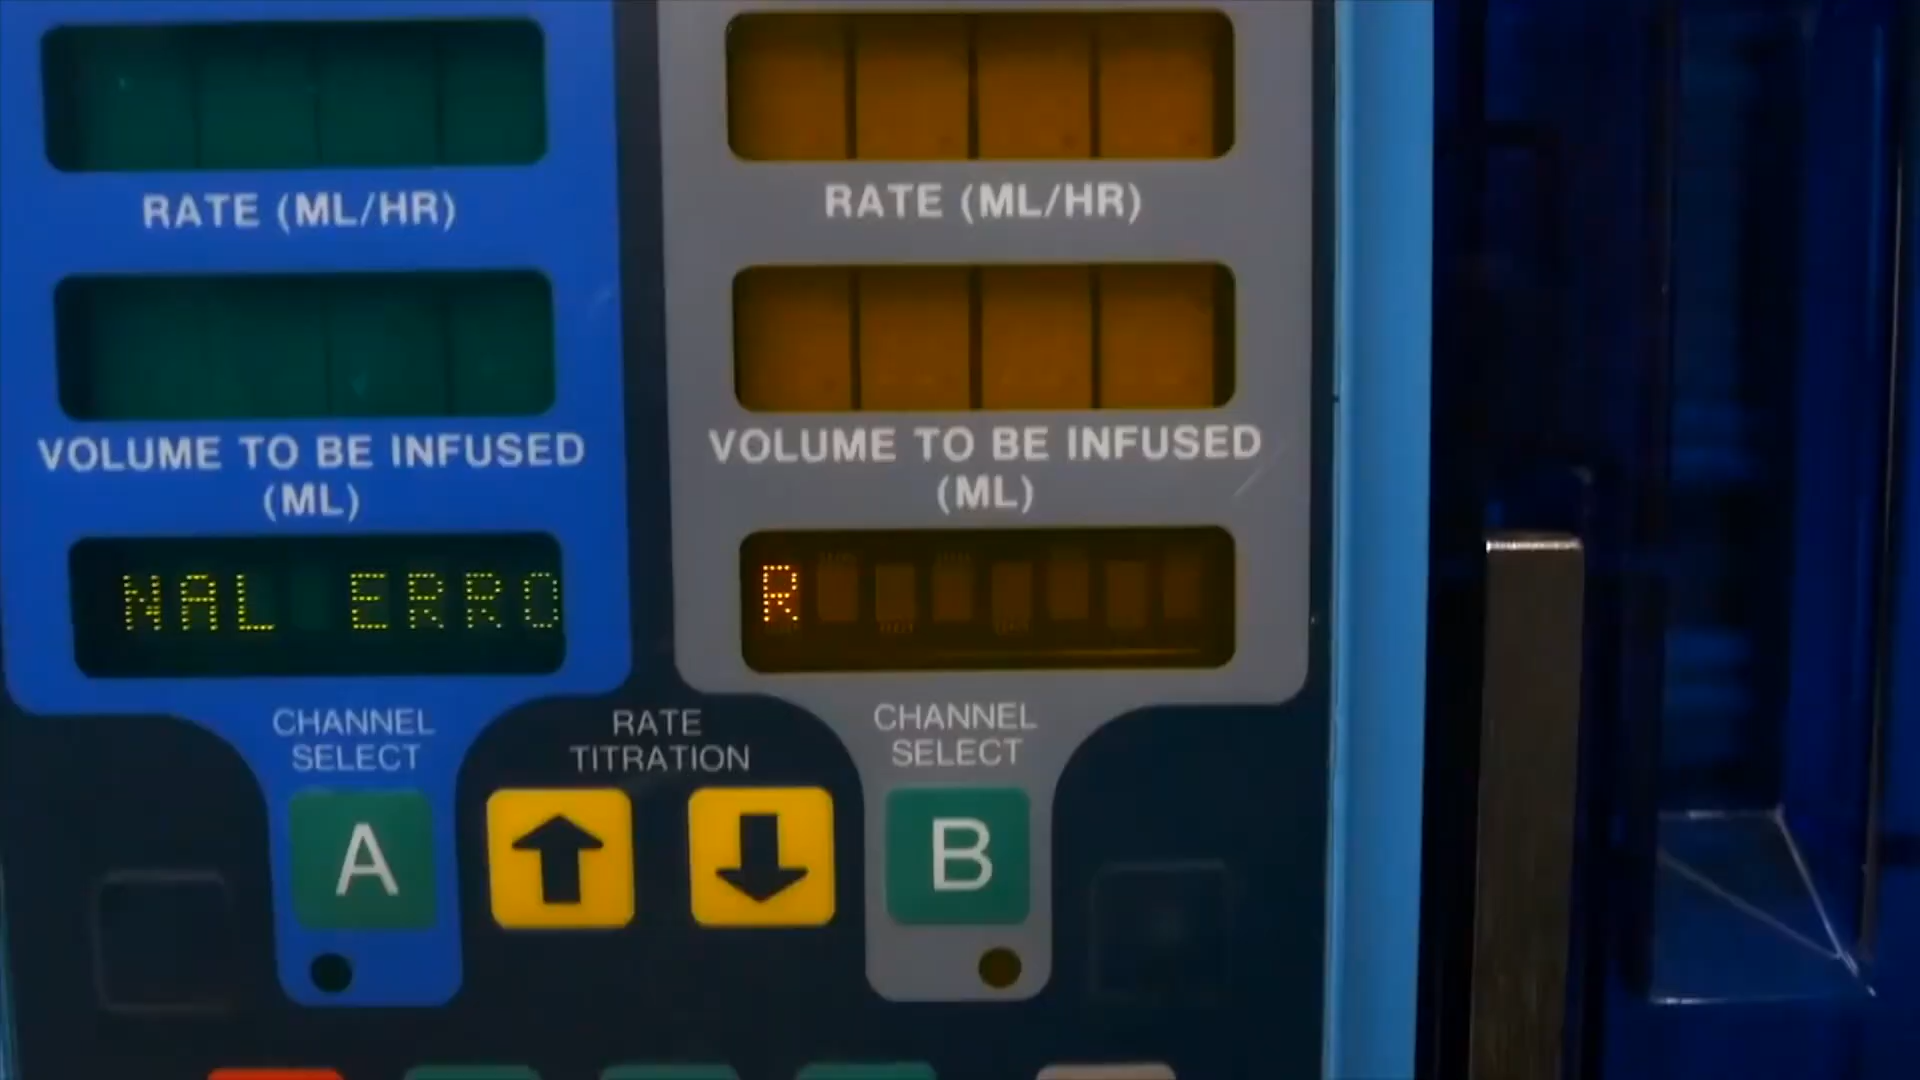 RATE (ML/HR)
VOLUME TO BE INFUSED
(ML)
NAL ERRO
CHANNEL
SELECT
A
RATE
TITRATION
RATE (ML/HR)
VOLUME TO BE INFUSED
(ML)
R
CHANNEL
SELECT
B